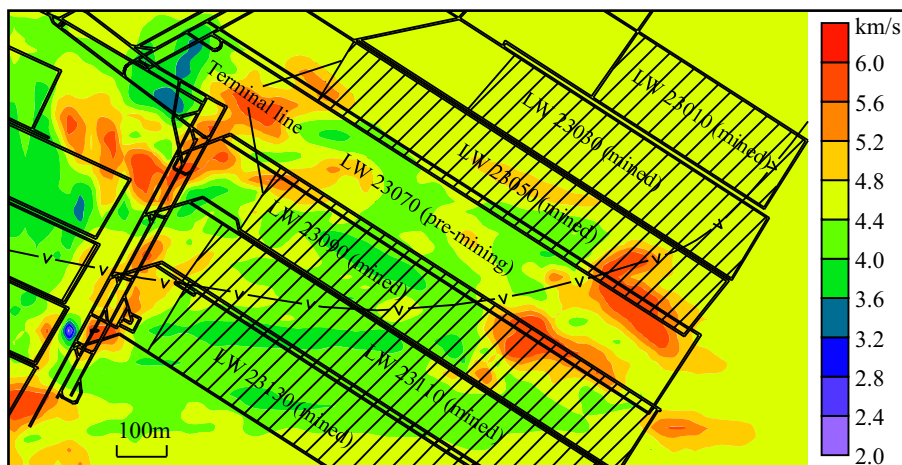 km/s
6.0
5.6
5.2
4.8
4.4
4.0
3.6
3.2
2.8
2.4
2.0
Terminal line
LW 23010 (mined)
LW 23030 (mined)
LW 23050 (mined)
LW 23070 (pre-mining)
LW 23090 (mined)
LW 23110 (mined)
LW 23130 (mined)
100m